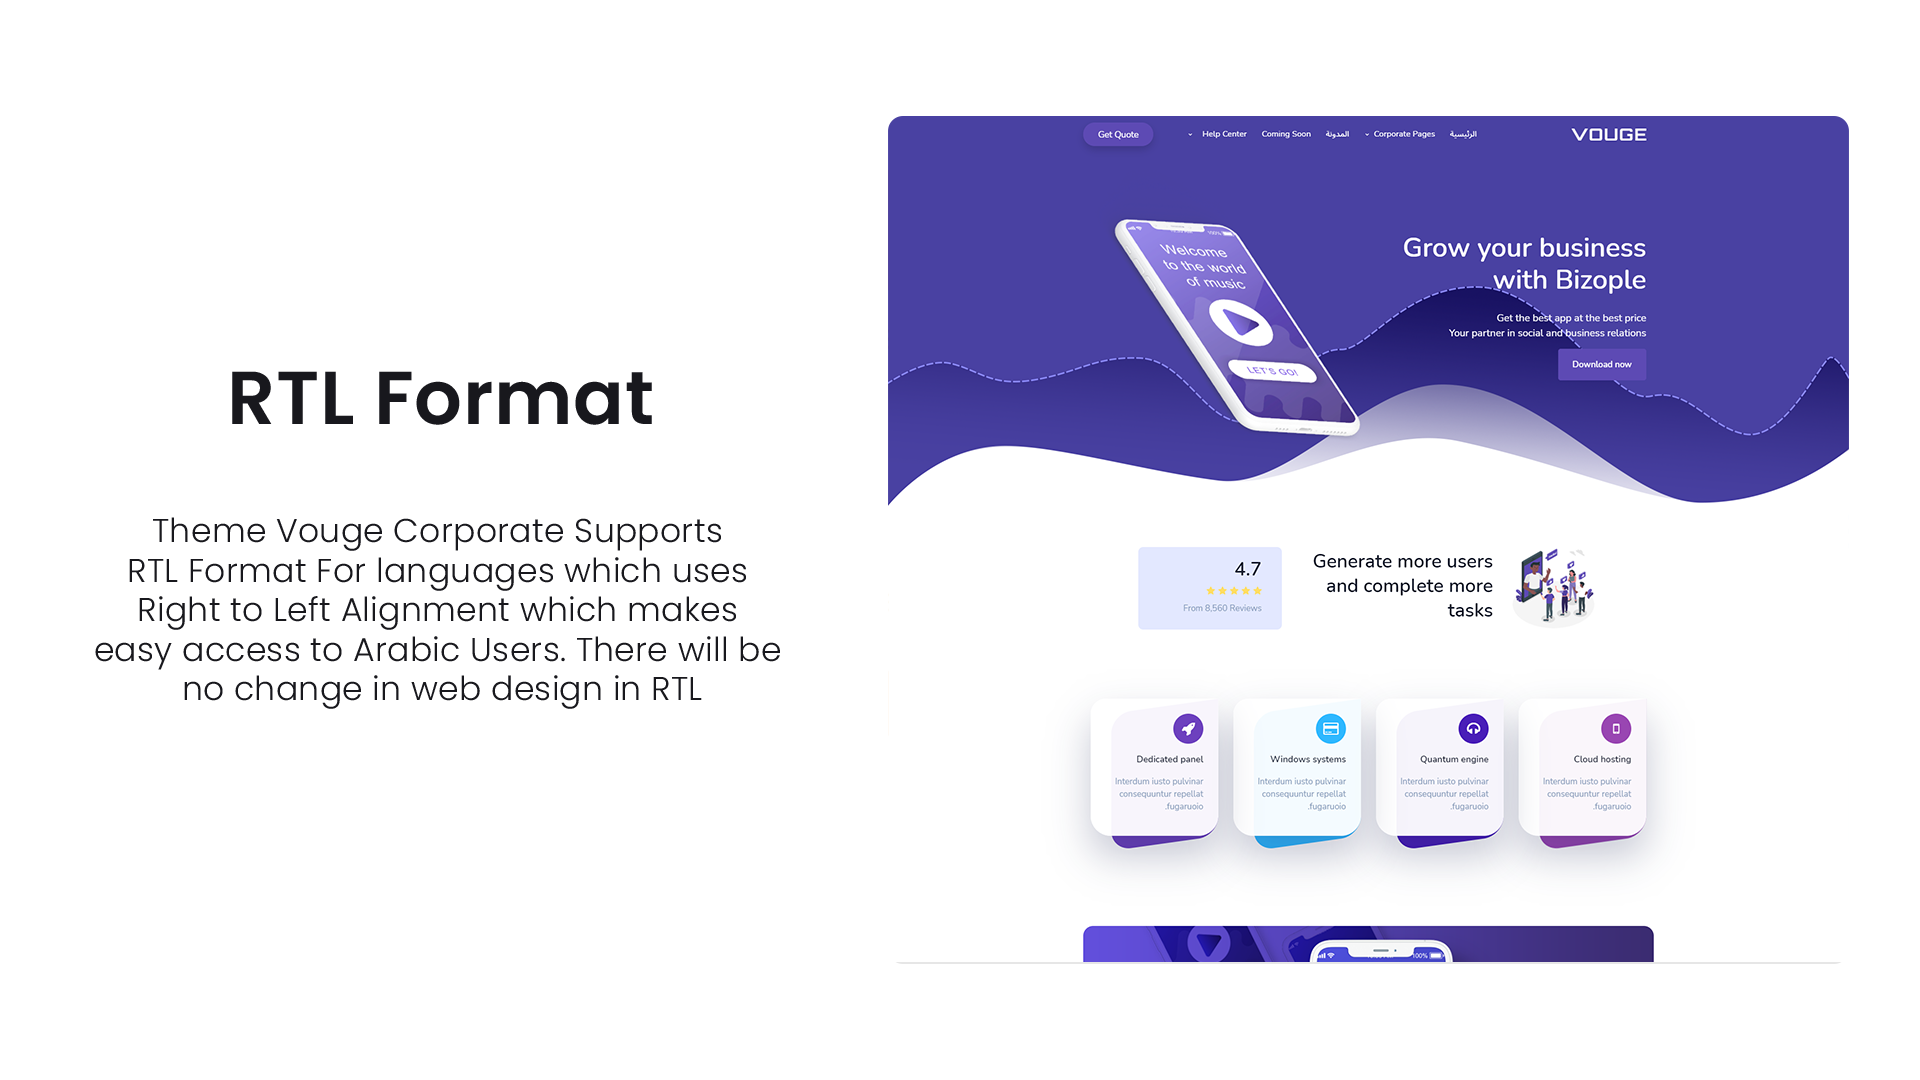 RTL Format
Theme Vouge Corporate Supports
RTL Format For languages which uses
Right to Left Alignment which makes
easy access to Arabic Users. There will be
no change in web design in RTL
VOUGE
الرئيسية
Corporate Pages
المدونة
Coming Soon
Help Center
Get Quote
Grow your business
with Bizople
Get the best app at the best price
Your partner in social and business relations
Download now
100%
Welcome
to the world
of music
LET'S GO!
Generate more users
and complete more
tasks
4.7
From 8,560 Reviews
Cloud hosting
Interdum iusto pulvinar
consequuntur repellat
.fugaruoio
Quantum engine
Interdum iusto pulvinar
consequuntur repellat
.fugaruoio
Windows systems
Interdum iusto pulvinar
consequuntur repellat
.fugaruoio
Dedicated panel
Interdum iusto pulvinar
consequuntur repellat
.fugaruoio
100%